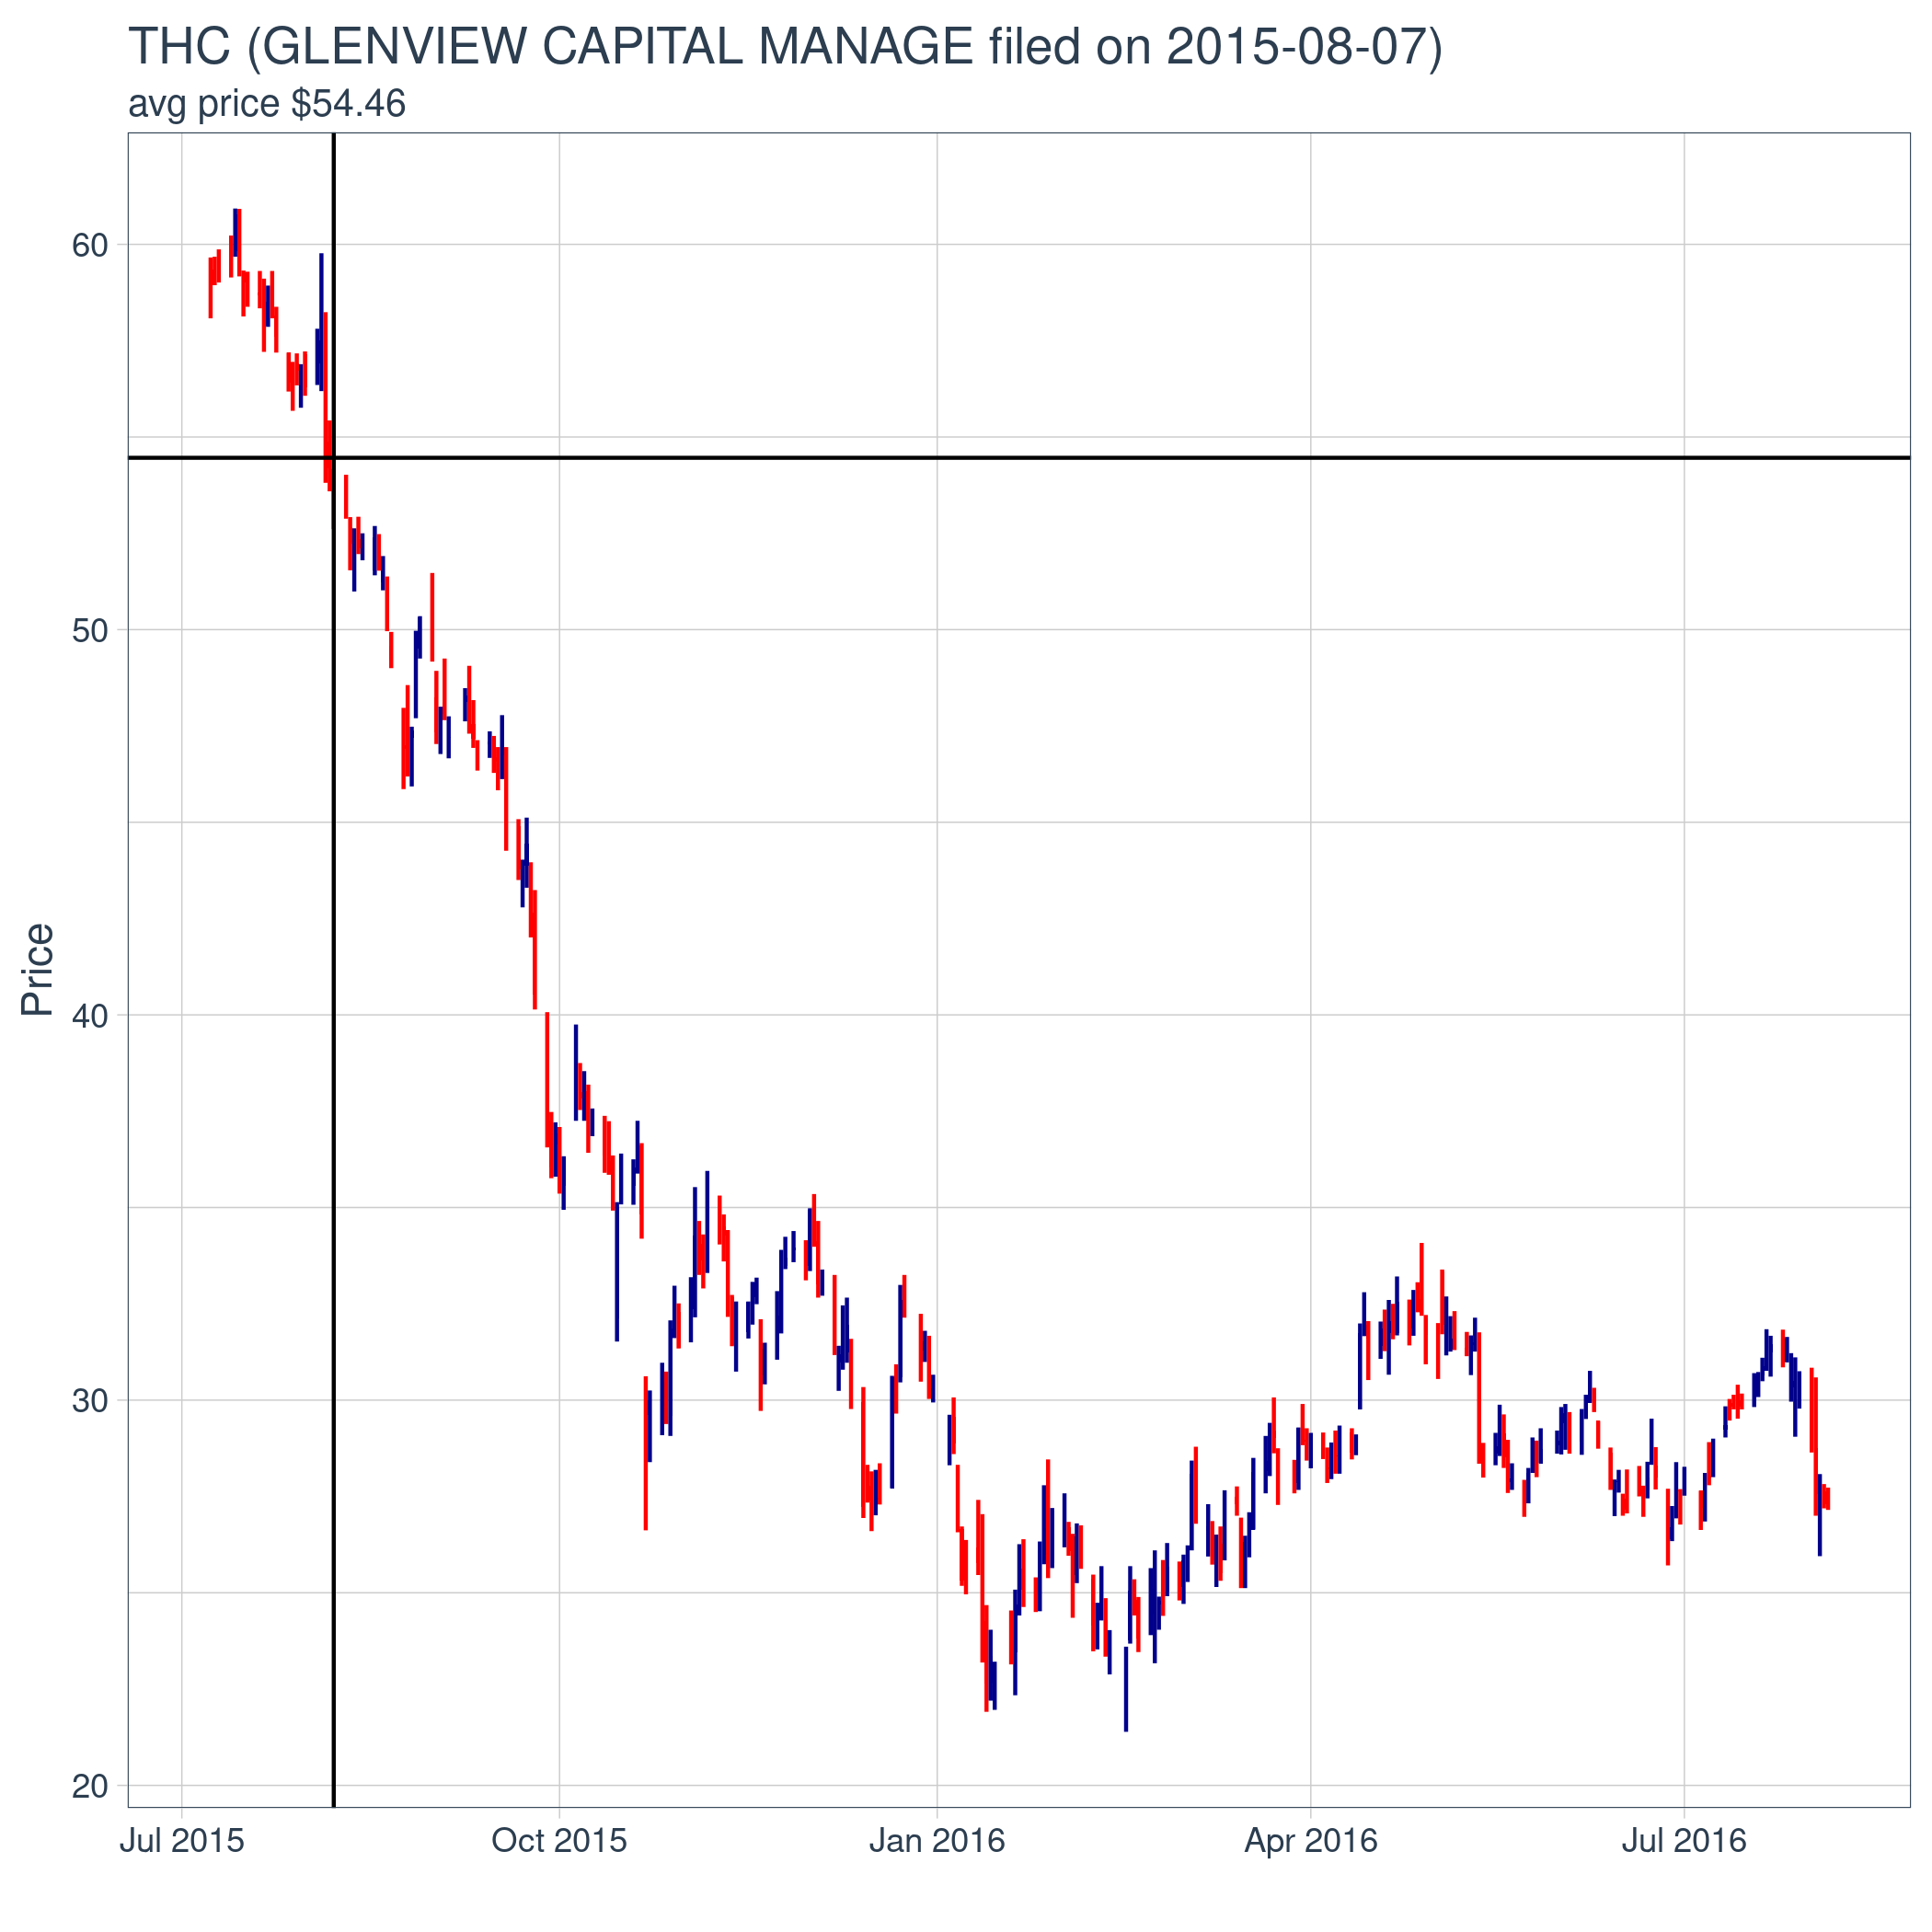 THC (GLENVIEW CAPITAL MANAGE filed on 2015-08-07)
avg price $54.46
60
50
40
30
20
Price
Jul 2015
Oct 2015
Jan 2016
Apr 2016
Jul 2016